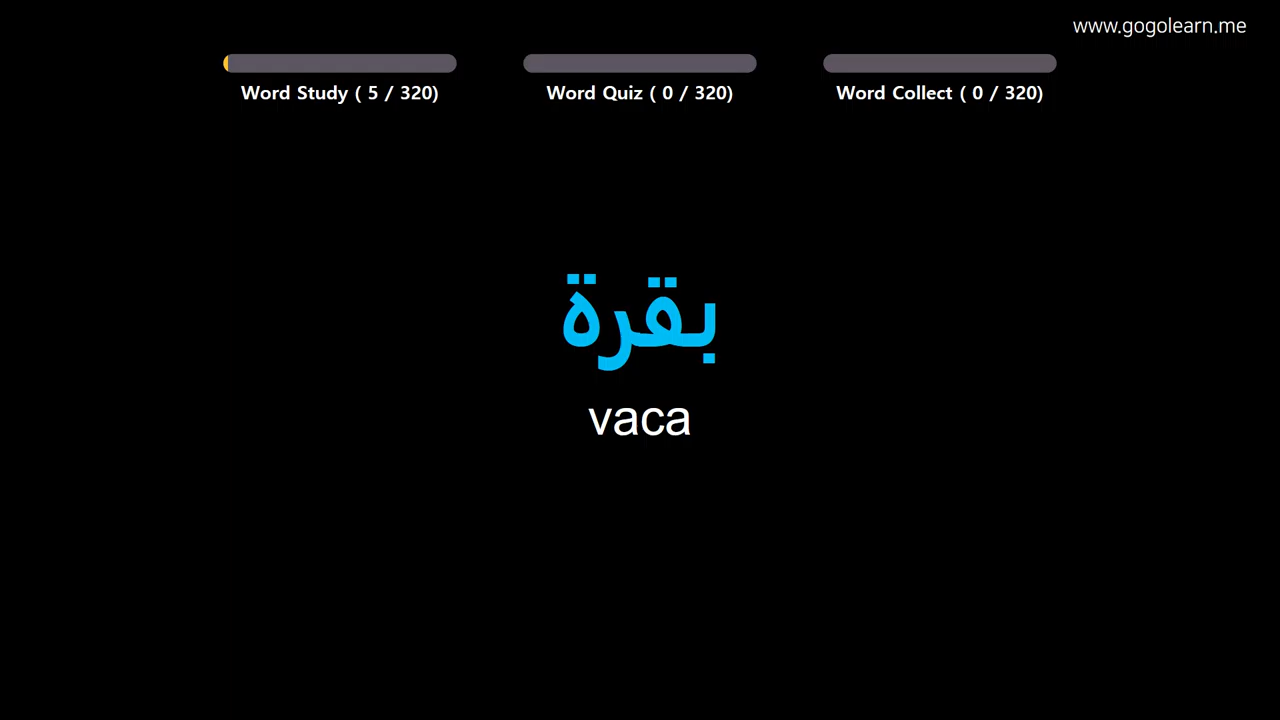 www.gogolearn.me
Word Study ( 5 / 320)
Word Quiz ( 0 / 320)
Word Collect ( 0 / 320)
بقرة
vaca